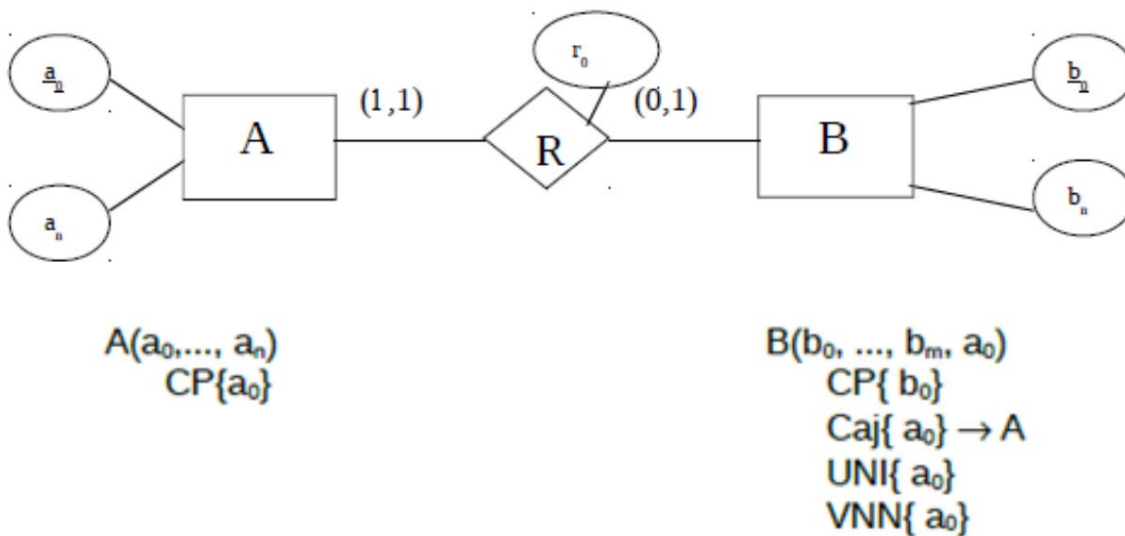 r₀
a₀
(1,1)
(0,1)
b₀
A
R
B
aₙ
bₙ
A(a₀,..., aₙ)
CP{a₀}
B(b₀, ..., bₘ, a₀)
CP{ b₀}
Caj{ a₀} → A
UNI{ a₀}
VNN{ a₀}